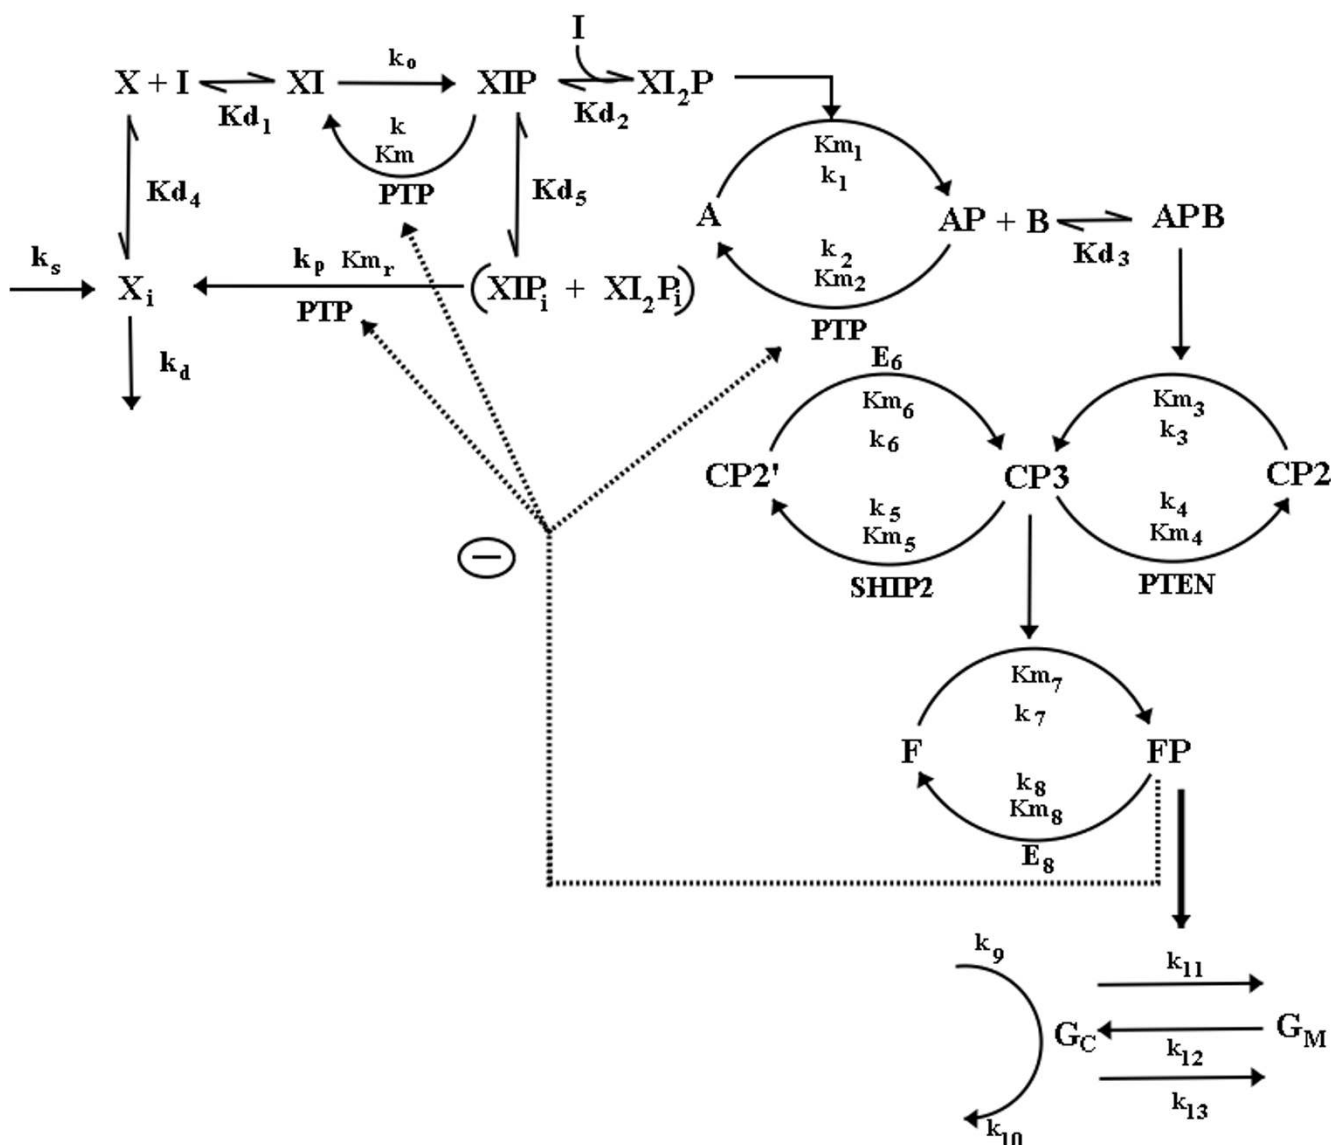 I
X + I
Kd1
XI
ko
XIP
Kd2
XI2P
k
Km
PTP
Kd4
Kd5
Km1
k1
A
AP + B
Kd3
APB
k2
Km2
PTP
ks
Xi
kp Kmr
PTP
(XIPi + XI2Pi)
kd
E6
Km6
k6
Km3
k3
CP2'
CP3
CP2
k5
Km5
SHIP2
k4
Km4
PTEN
−
Km7
k7
F
FP
k8
Km8
E8
k9
k11
GC
GM
k12
k13
k10